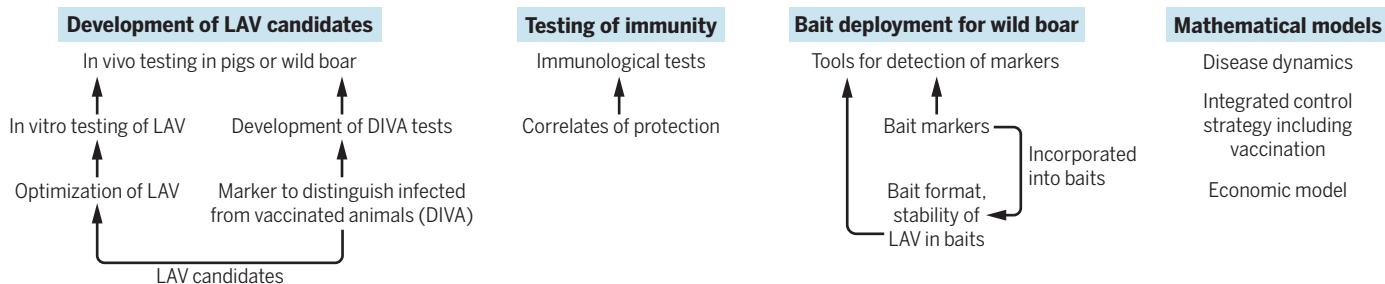 Development of LAV candidates
In vivo testing in pigs or wild boar
In vitro testing of LAV
Development of DIVA tests
Optimization of LAV
Marker to distinguish infected
from vaccinated animals (DIVA)
LAV candidates
Testing of immunity
Immunological tests
Correlates of protection
Bait deployment for wild boar
Tools for detection of markers
Bait markers
Incorporated
into baits
Bait format,
stability of
LAV in baits
Mathematical models
Disease dynamics
Integrated control
strategy including
vaccination
Economic model